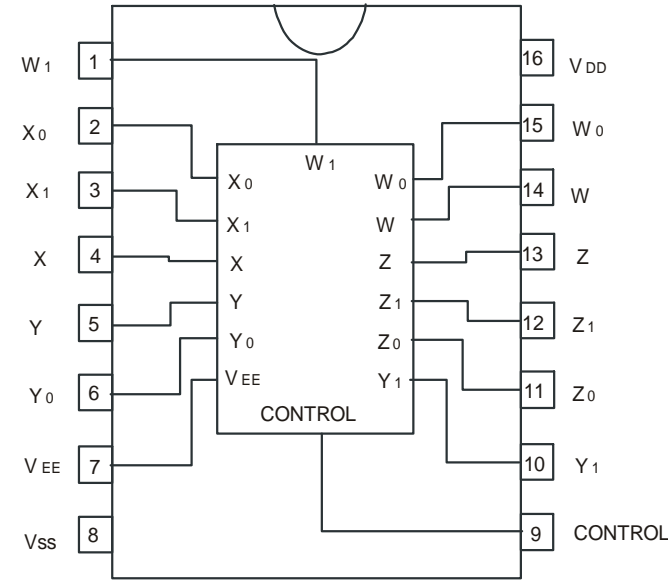 W1 1 16 VDD
X0 2 15 W0
W1
X1 3 X0 W0 14 W
X1 W
X 4 X Z 13 Z
Y 5 Y Z1 12 Z1
Y0 Z0
Y0 6 VEE Y1 11 Z0
CONTROL
VEE 7 10 Y1
Vss 8 9 CONTROL